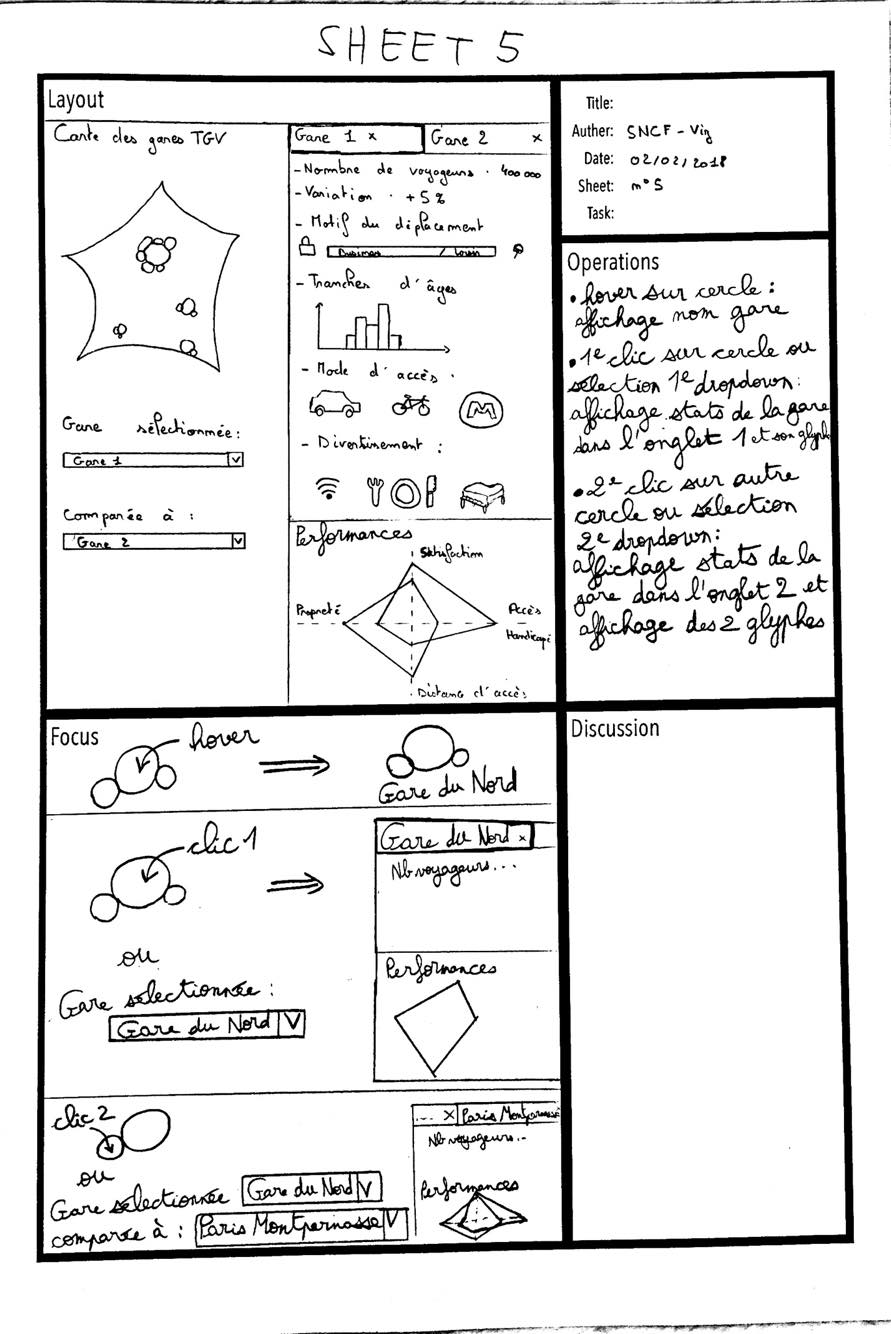 SHEET 5
Layout
Carte des gares TGV
Gare sélectionnée :
Gare 1 V
Comparée à :
Gare 2 V
Gare 1 x
Gare 2 x
- Nombre de voyageurs : 400 000
- Variation : +5%
- Motif du déplacement
Business / Loisir
- Tranches d'âges
- Mode d'accès :
M
- Divertissement :
Performances
Satisfaction
Propreté
Accès
Handicapé
Distance d'accès
Title:
Auther: SNCF - Viz
Date: 02/02/2018
Sheet: n°5
Task:
Operations
• hover sur cercle :
affichage nom gare
• 1e clic sur cercle ou
sélection 1e dropdown :
affichage stats de la gare
dans l'onglet 1 et son glyphe
• 2e clic sur autre
cercle ou sélection
2e dropdown :
affichage stats de la
gare dans l'onglet 2 et
affichage des 2 glyphes
Focus
hover
Gare du Nord
clic 1
ou
Gare sélectionnée :
Gare du Nord V
Gare du Nord x
Nb voyageurs...
Performances
clic 2
ou
Gare sélectionnée Gare du Nord V
comparée à : Paris Montparnasse V
... X Paris Montparnasse
Nb voyageurs..
Performances
Discussion